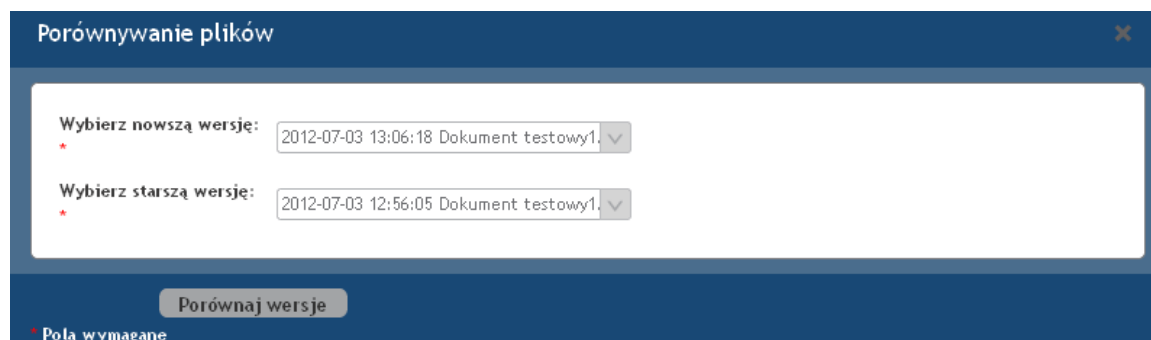 Porównywanie plików
Wybierz nowszą wersję:
*
2012-07-03 13:06:18 Dokument testowy1.
Wybierz starszą wersję:
*
2012-07-03 12:56:05 Dokument testowy1.
Porównaj wersje
* Pola wymagane